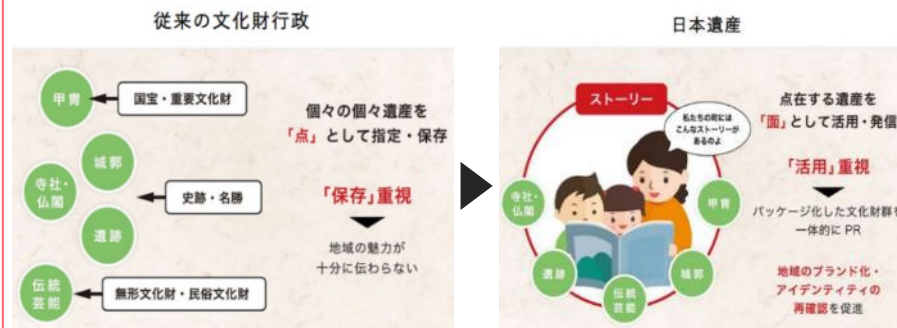 従来の文化財行政
甲冑
国宝・重要文化財
城郭
寺社・
仏閣
史跡・名勝
遺跡
伝統
芸能
無形文化財・民俗文化財
個々の個々遺産を
「点」として指定・保存
「保存」重視
地域の魅力が
十分に伝わらない
日本遺産
ストーリー
私たちの町には
こんなストーリーが
あるのよ
寺社・
仏閣
甲冑
遺跡
城郭
伝統
芸能
点在する遺産を
「面」として活用・発信
「活用」重視
パッケージ化した文化財群を
一体的に PR
地域のブランド化・
アイデンティティの
再確認を促進